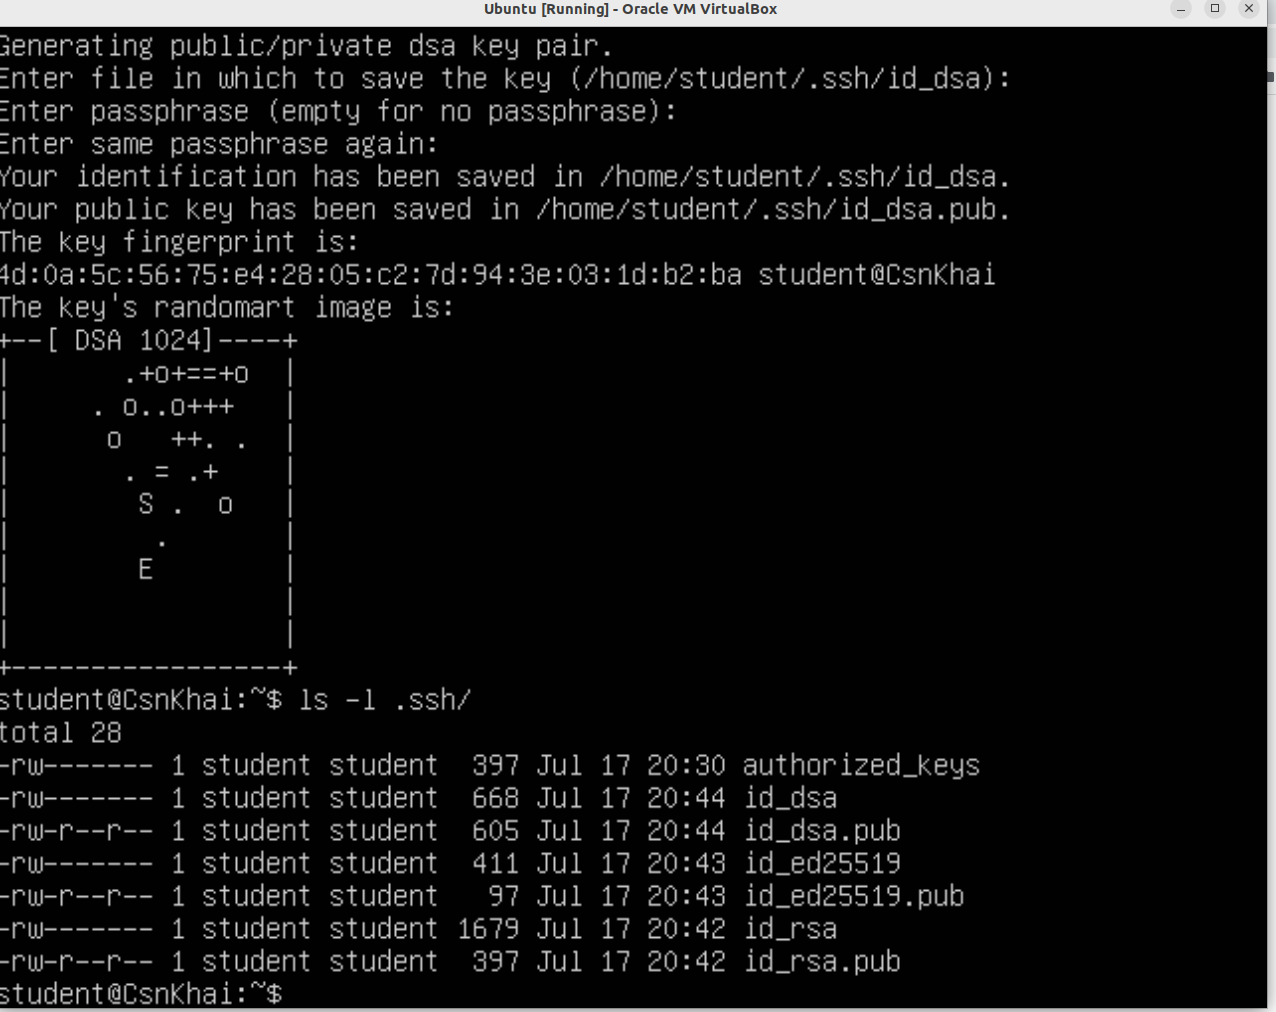 Ubuntu [Running] - Oracle VM VirtualBox
Generating public/private dsa key pair.
Enter file in which to save the key (/home/student/.ssh/id_dsa):
Enter passphrase (empty for no passphrase):
Enter same passphrase again:
Your identification has been saved in /home/student/.ssh/id_dsa.
Your public key has been saved in /home/student/.ssh/id_dsa.pub.
The key fingerprint is:
4d:0a:5c:56:75:e4:28:05:c2:7d:94:3e:03:1d:b2:ba student@CsnKhai
The key's randomart image is:
+--[ DSA 1024]----+
|       .+o+==+o  |
|     . o..o+++   |
|      o   ++. .  |
|       . = .+    |
|        S .  o   |
|         .       |
|        E        |
|                 |
|                 |
+-----------------+
student@CsnKhai:~$ ls -l .ssh/
total 28
-rw------- 1 student student  397 Jul 17 20:30 authorized_keys
-rw------- 1 student student  668 Jul 17 20:44 id_dsa
-rw-r--r-- 1 student student  605 Jul 17 20:44 id_dsa.pub
-rw------- 1 student student  411 Jul 17 20:43 id_ed25519
-rw-r--r-- 1 student student   97 Jul 17 20:43 id_ed25519.pub
-rw------- 1 student student 1679 Jul 17 20:42 id_rsa
-rw-r--r-- 1 student student  397 Jul 17 20:42 id_rsa.pub
student@CsnKhai:~$